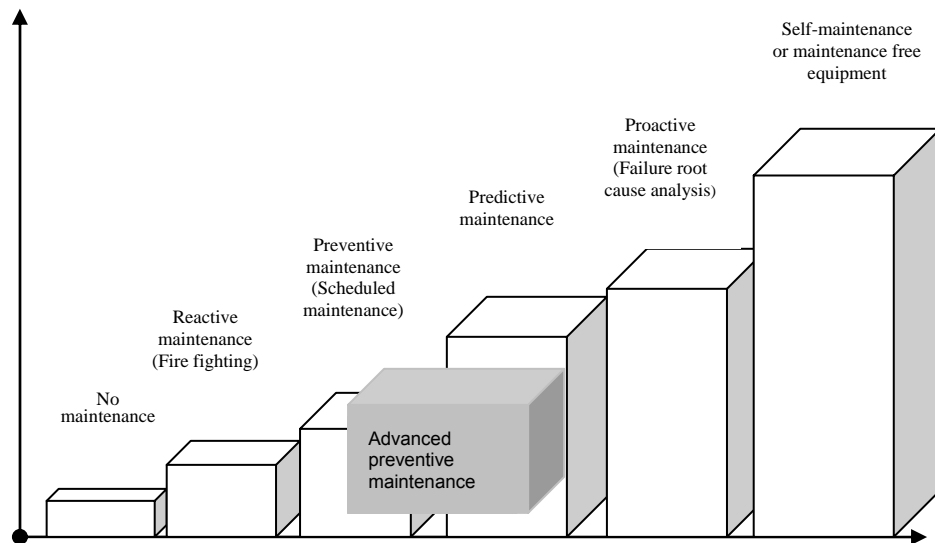 No
maintenance
Reactive
maintenance
(Fire fighting)
Preventive
maintenance
(Scheduled
maintenance)
Predictive
maintenance
Proactive
maintenance
(Failure root
cause analysis)
Self-maintenance
or maintenance free
equipment
Advanced
preventive
maintenance